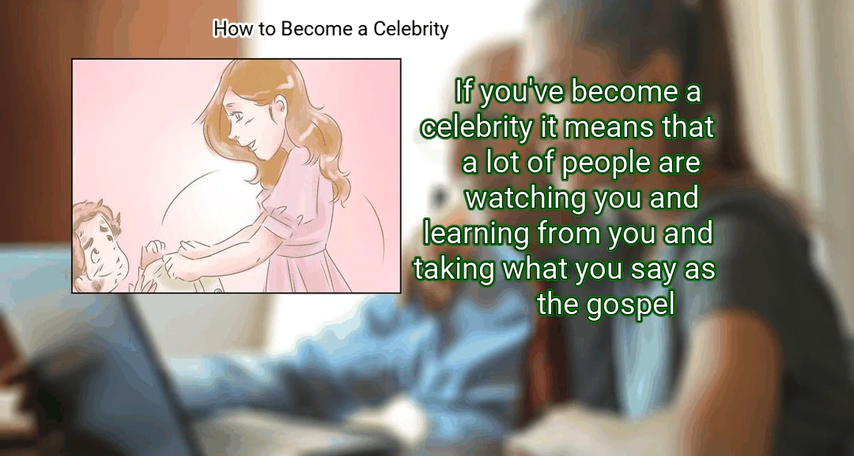 How to Become a Celebrity
If you've become a
celebrity it means that
a lot of people are
watching you and
learning from you and
taking what you say as
the gospel